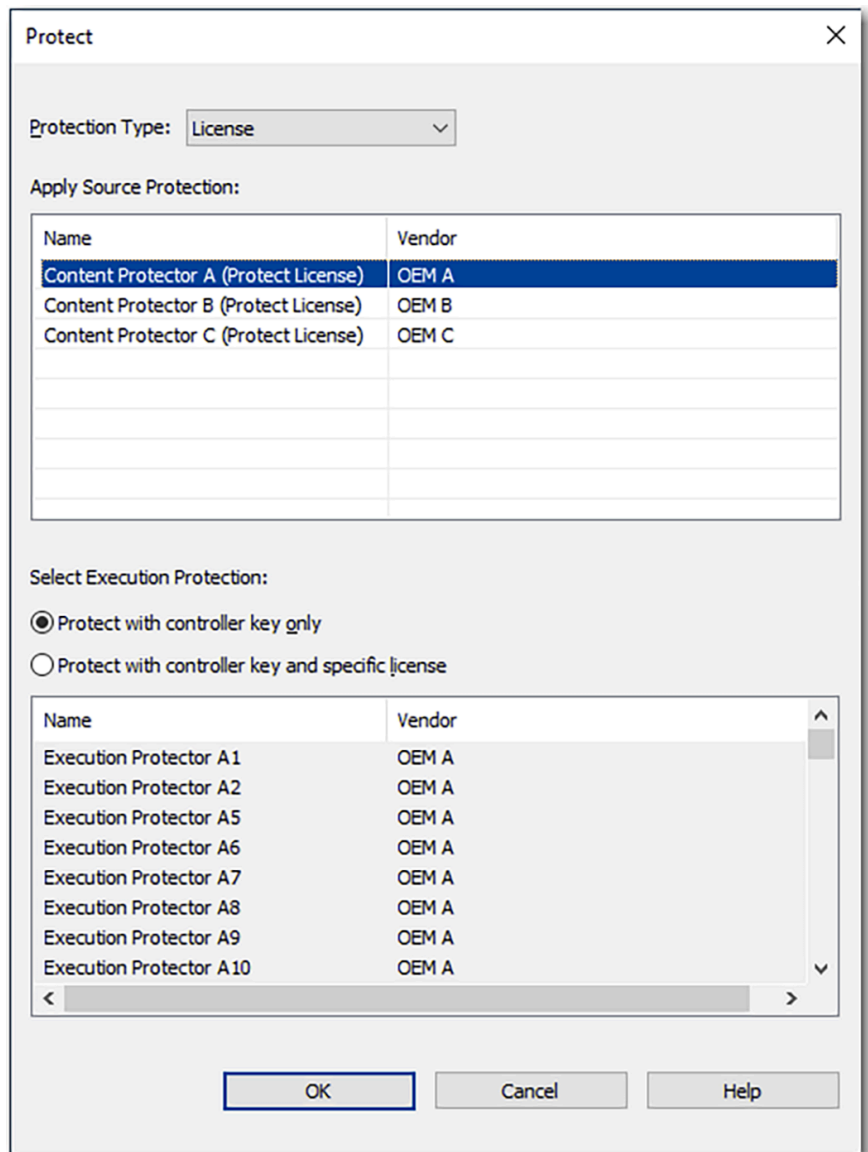 Protect
Protection Type: License
Apply Source Protection:
Name Vendor
Content Protector A (Protect License) OEM A
Content Protector B (Protect License) OEM B
Content Protector C (Protect License) OEM C
Select Execution Protection:
Protect with controller key only
Protect with controller key and specific license
Name Vendor
Execution Protector A1 OEM A
Execution Protector A2 OEM A
Execution Protector A5 OEM A
Execution Protector A6 OEM A
Execution Protector A7 OEM A
Execution Protector A8 OEM A
Execution Protector A9 OEM A
Execution Protector A10 OEM A
OK Cancel Help